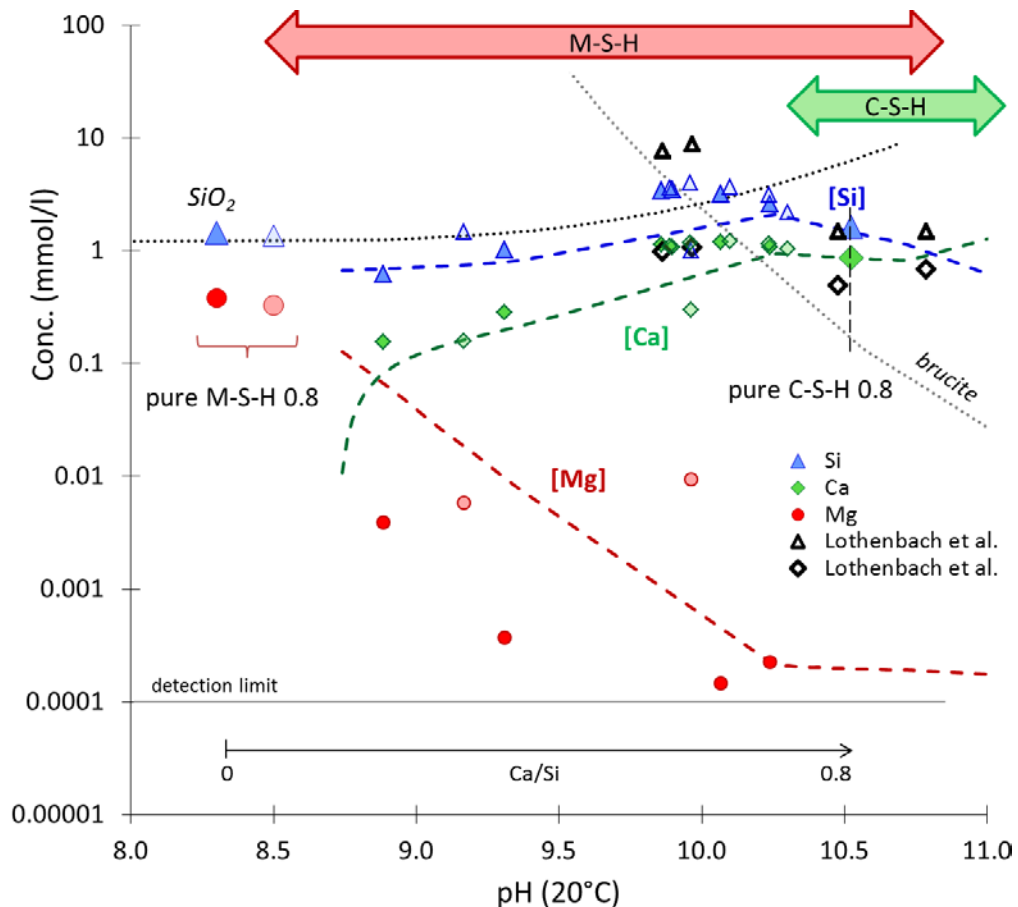 100
10
1
0.1
0.01
0.001
0.0001
0.00001
Conc. (mmol/l)
M-S-H
C-S-H
SiO2
[Si]
[Ca]
pure M-S-H 0.8
pure C-S-H 0.8
brucite
[Mg]
Si
Ca
Mg
Lothenbach et al.
Lothenbach et al.
detection limit
0
Ca/Si
0.8
8.0 8.5 9.0 9.5 10.0 10.5 11.0
pH (20°C)